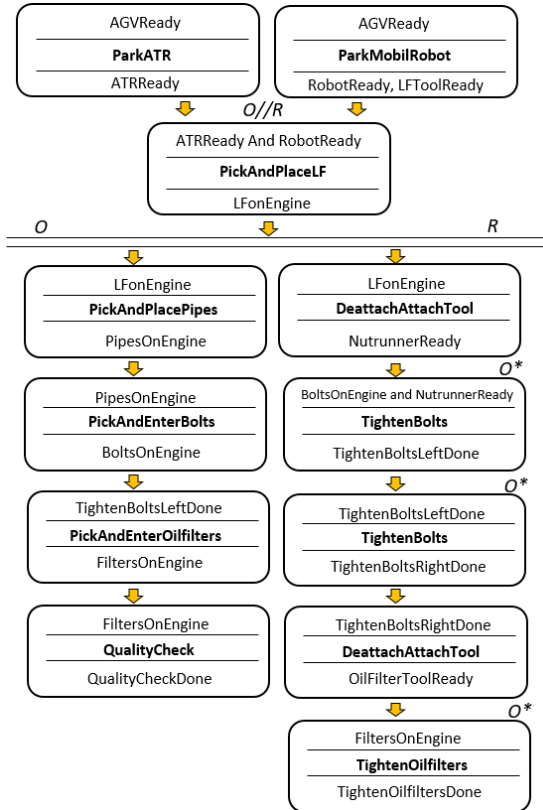 AGVReady
ParkATR
ATRReady
AGVReady
ParkMobilRobot
RobotReady, LFToolReady
O//R
ATRReady And RobotReady
PickAndPlaceLF
LFonEngine
O
R
LFonEngine
PickAndPlacePipes
PipesOnEngine
PipesOnEngine
PickAndEnterBolts
BoltsOnEngine
TightenBoltsLeftDone
PickAndEnterOilfilters
FiltersOnEngine
FiltersOnEngine
QualityCheck
QualityCheckDone
LFonEngine
DeattachAttachTool
NutrunnerReady
O*
BoltsOnEngine and NutrunnerReady
TightenBolts
TightenBoltsLeftDone
O*
TightenBoltsLeftDone
TightenBolts
TightenBoltsRightDone
TightenBoltsRightDone
DeattachAttachTool
OilFilterToolReady
O*
FiltersOnEngine
TightenOilfilters
TightenOilfiltersDone